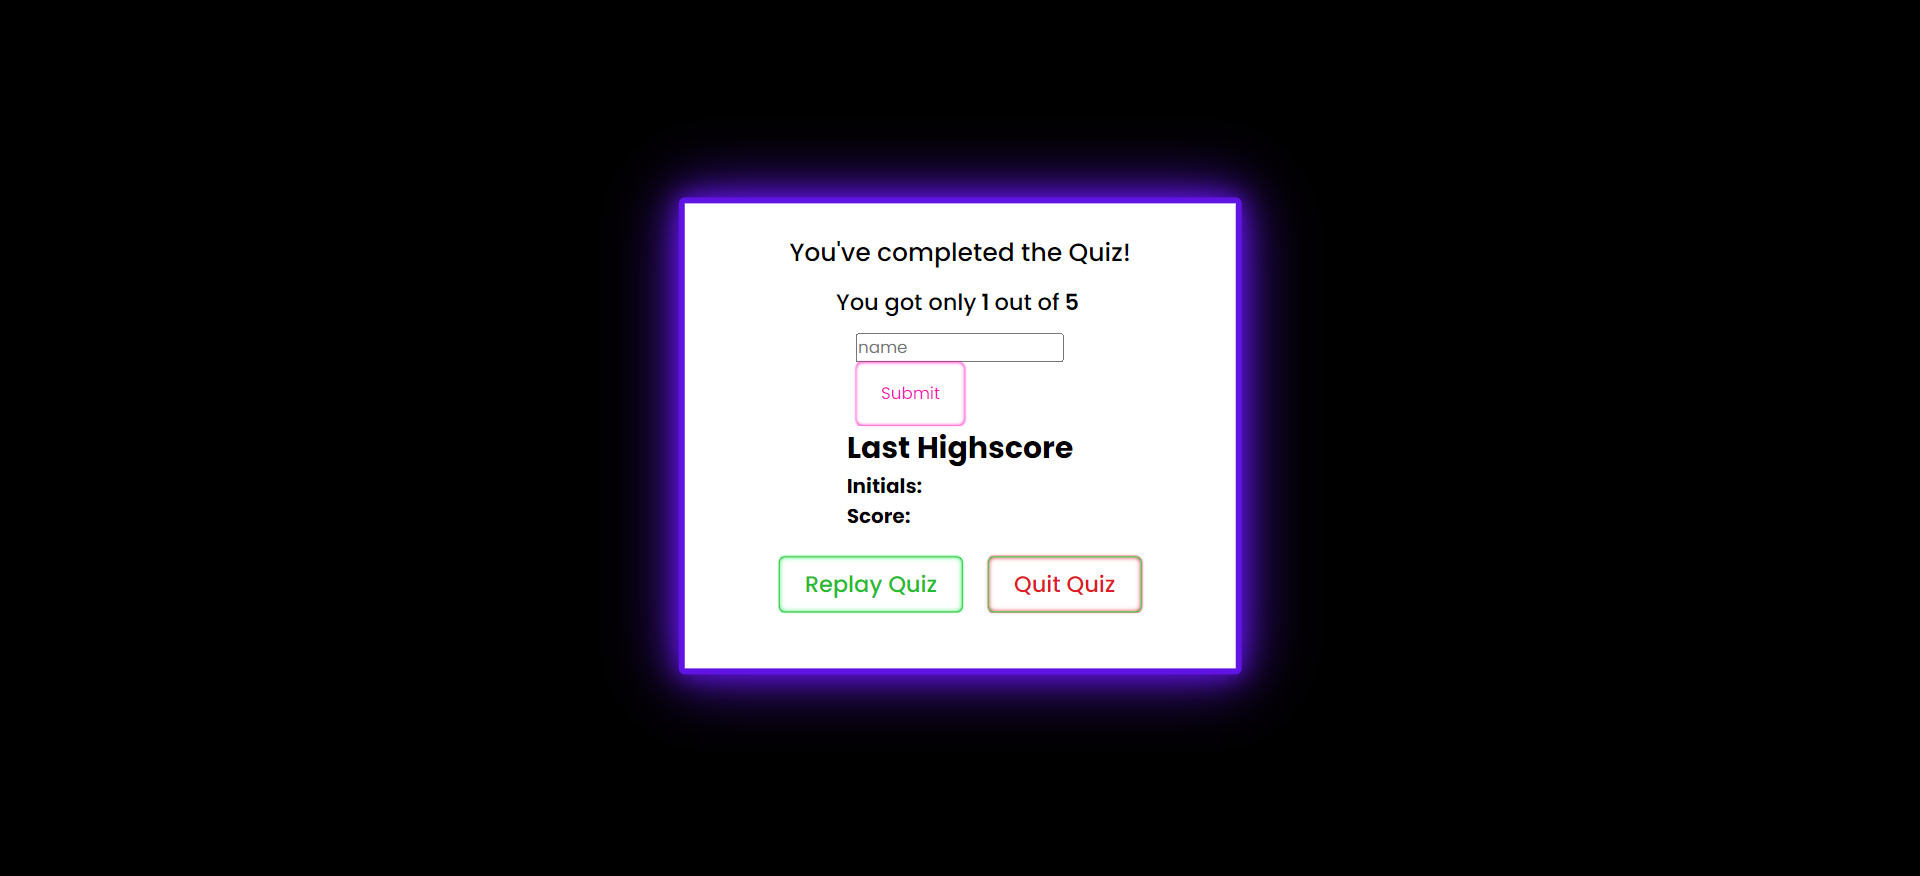 You've completed the Quiz!
You got only 1 out of 5
name
Submit
Last Highscore
Initials:
Score:
Replay Quiz Quit Quiz